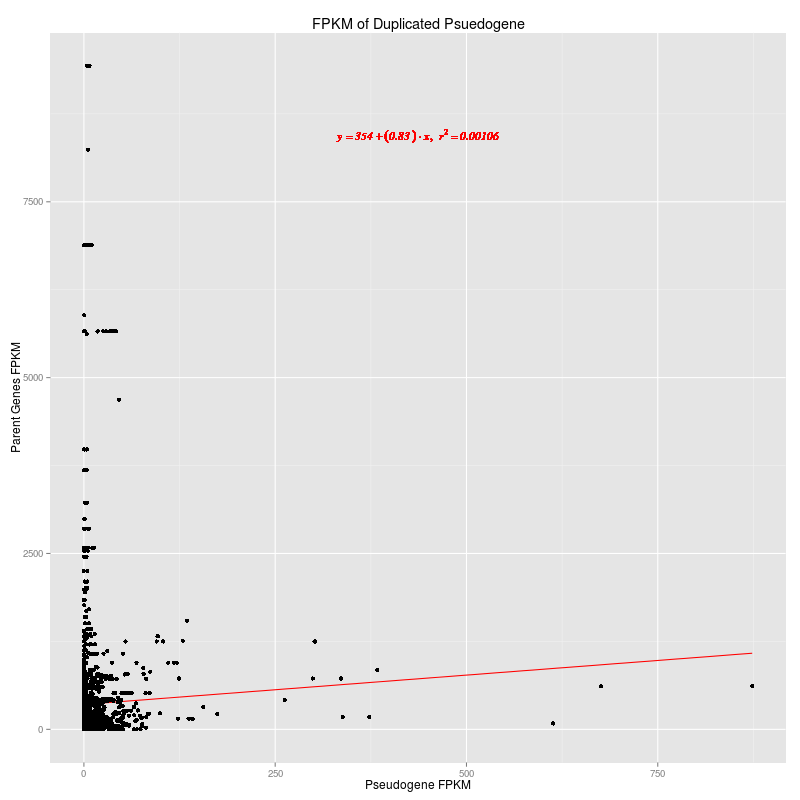 FPKM of Duplicated Psuedogene
y = 354 + (0.83) · x, r² = 0.00106
Parent Genes FPKM
7500
5000
2500
0
0 250 500 750
Pseudogene FPKM